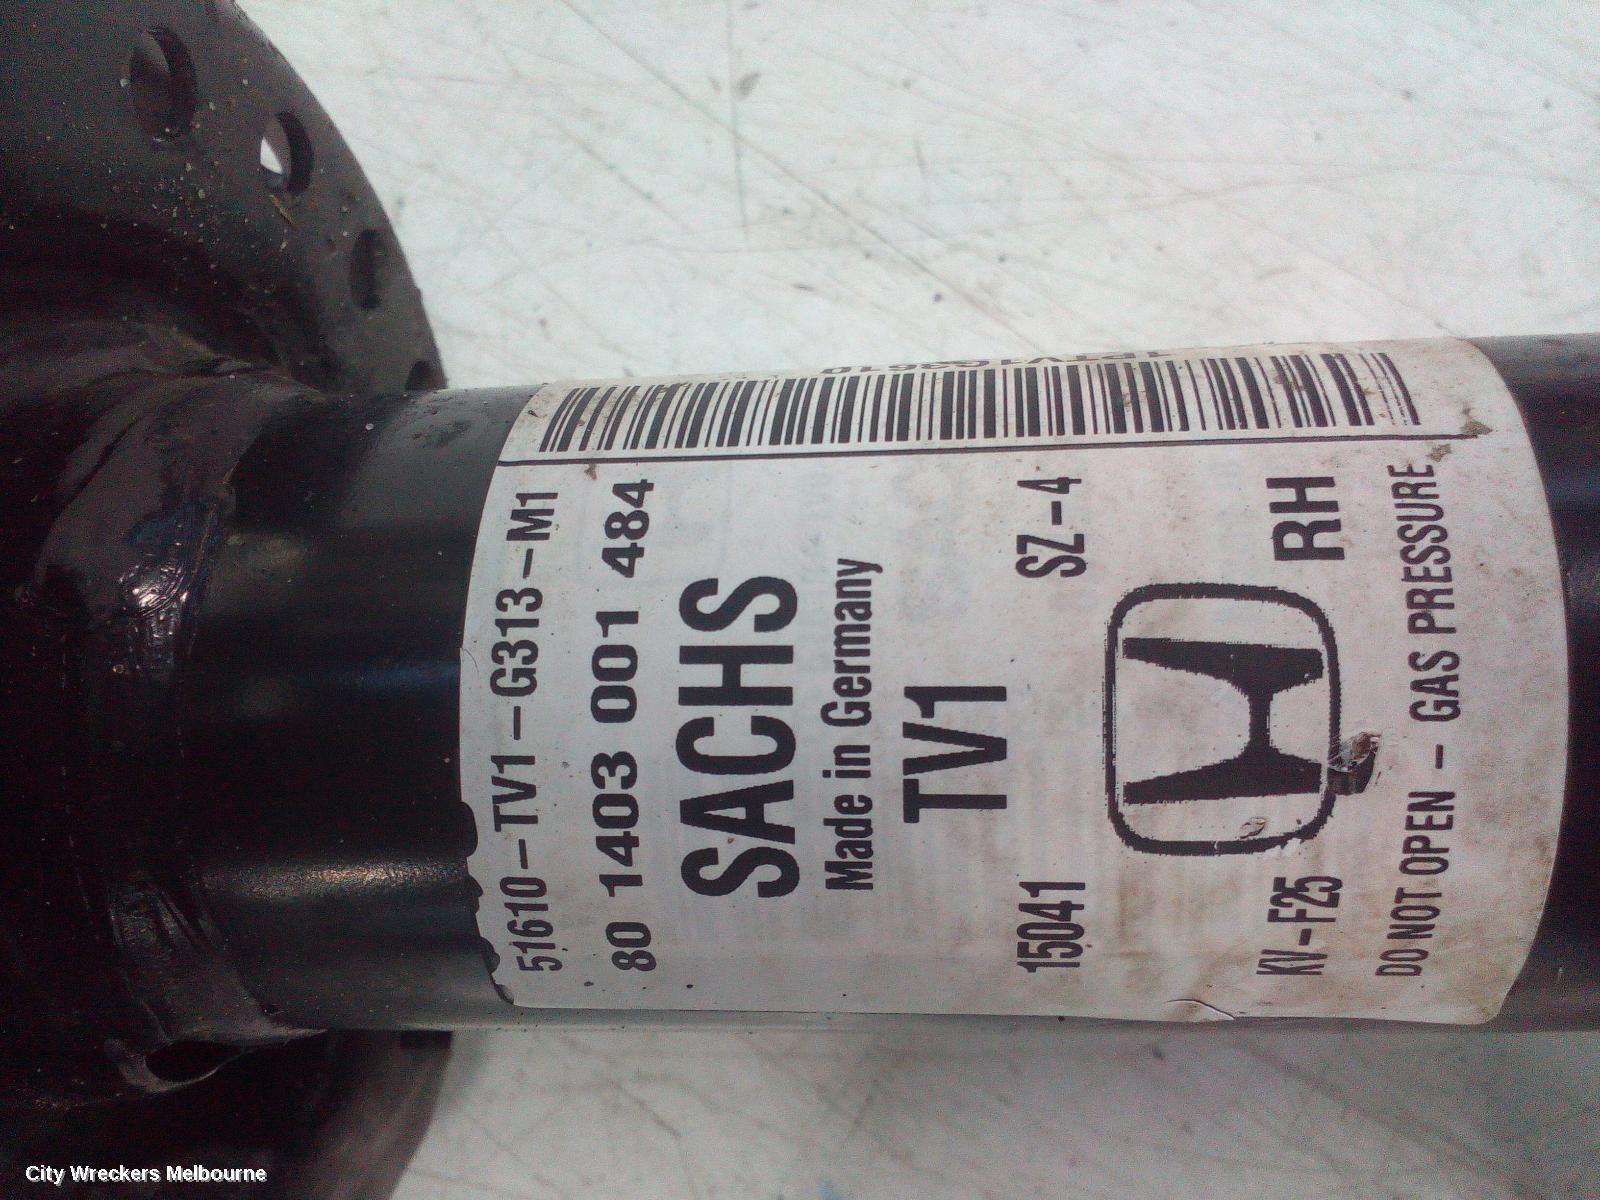 51610-TV1-G313-M1
80 1403 001 484
SACHS
Made in Germany
TV1
15041 SZ-4
KV-F25 RH
DO NOT OPEN - GAS PRESSURE
City Wreckers Melbourne